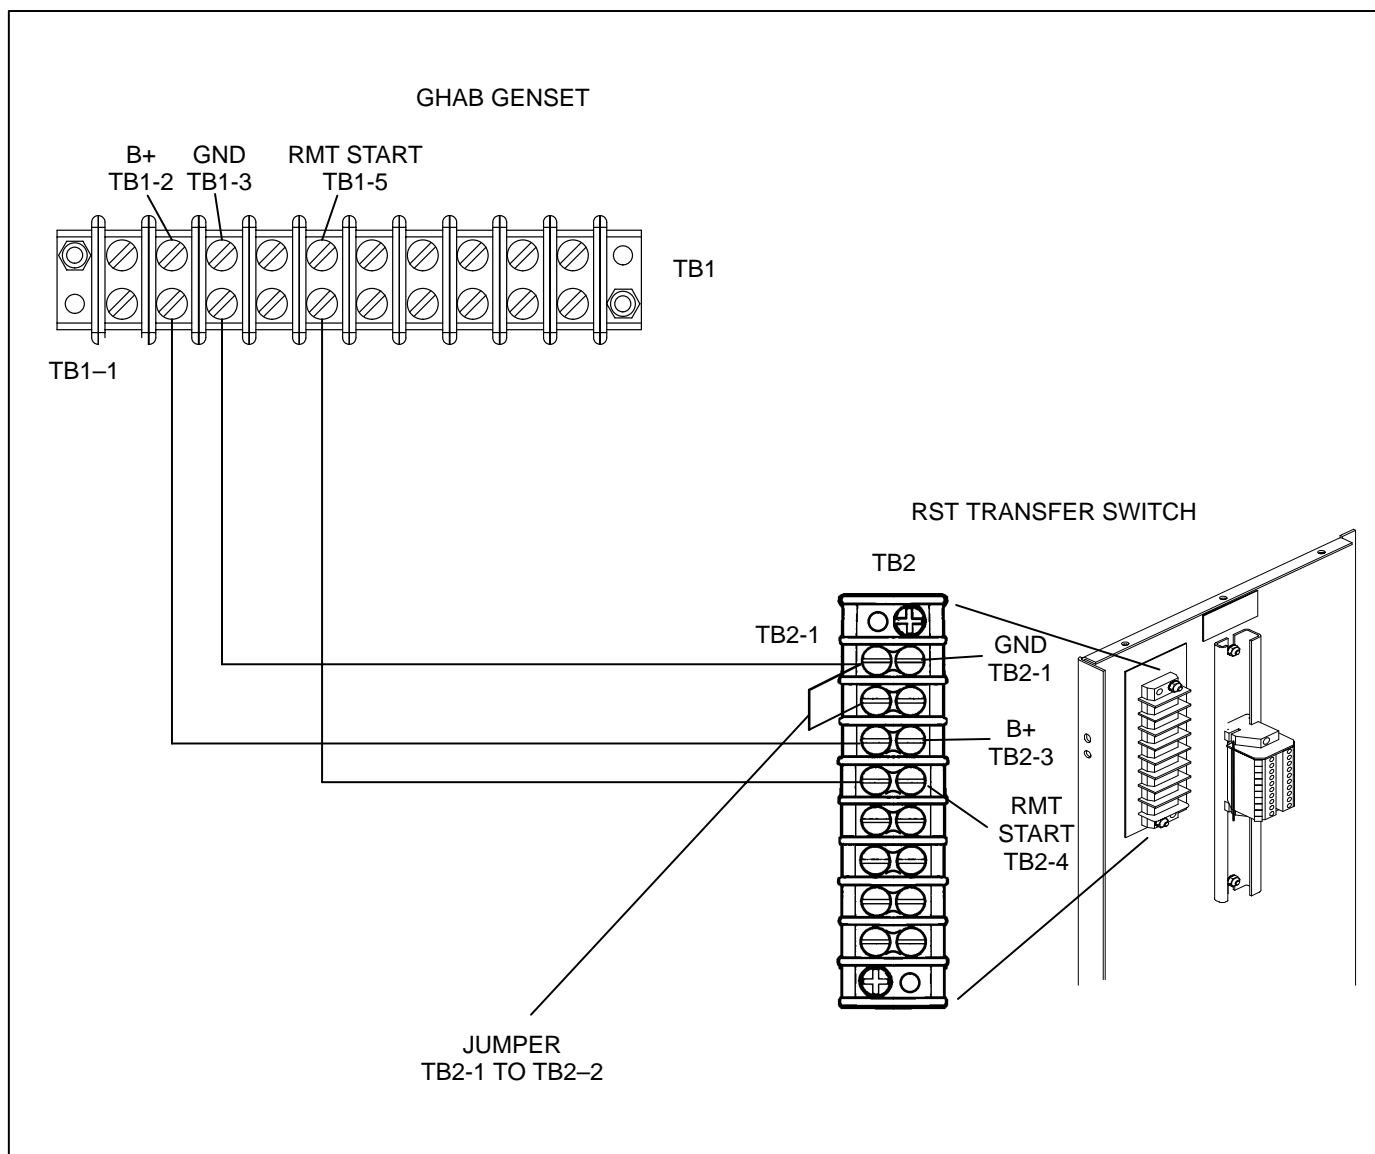 GHAB GENSET
B+ GND RMT START
TB1-2 TB1-3 TB1-5
TB1
TB1–1
RST TRANSFER SWITCH
TB2
TB2-1
GND
TB2-1
B+
TB2-3
RMT
START
TB2-4
JUMPER
TB2-1 TO TB2–2